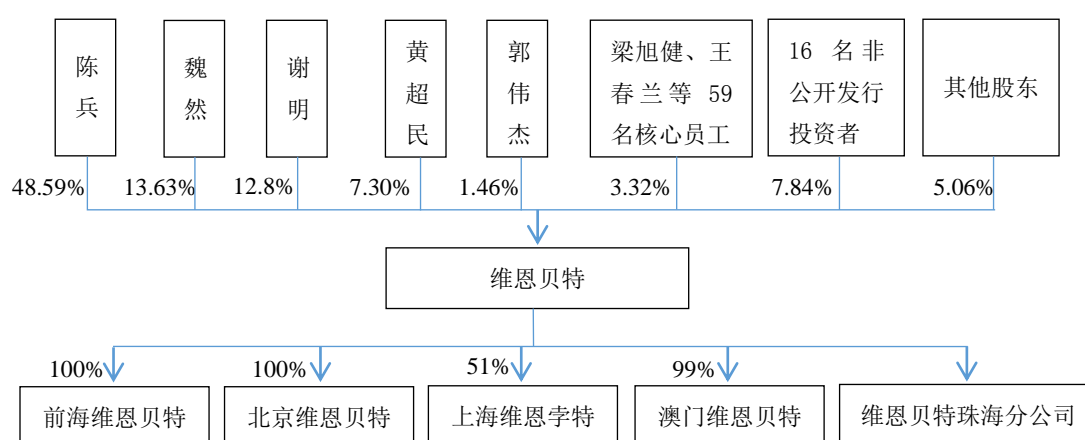 陈
兵
魏
然
谢
明
黄
超
民
郭
伟
杰
梁旭健、王
春兰等 59
名核心员工
16 名非
公开发行
投资者
其他股东
48.59%
13.63%
12.8%
7.30%
1.46%
3.32%
7.84%
5.06%
维恩贝特
100%
100%
51%
99%
前海维恩贝特
北京维恩贝特
上海维恩孛特
澳门维恩贝特
维恩贝特珠海分公司